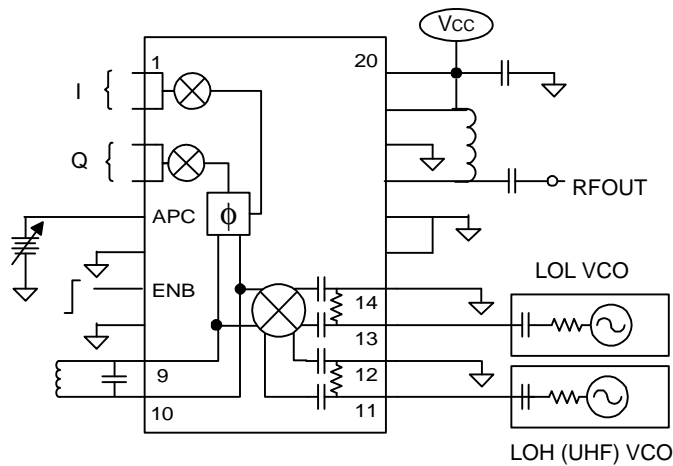 Vcc
1
20
I
Q
RFOUT
APC
ϕ
LOL VCO
ENB
14
13
9
12
10
11
LOH (UHF) VCO